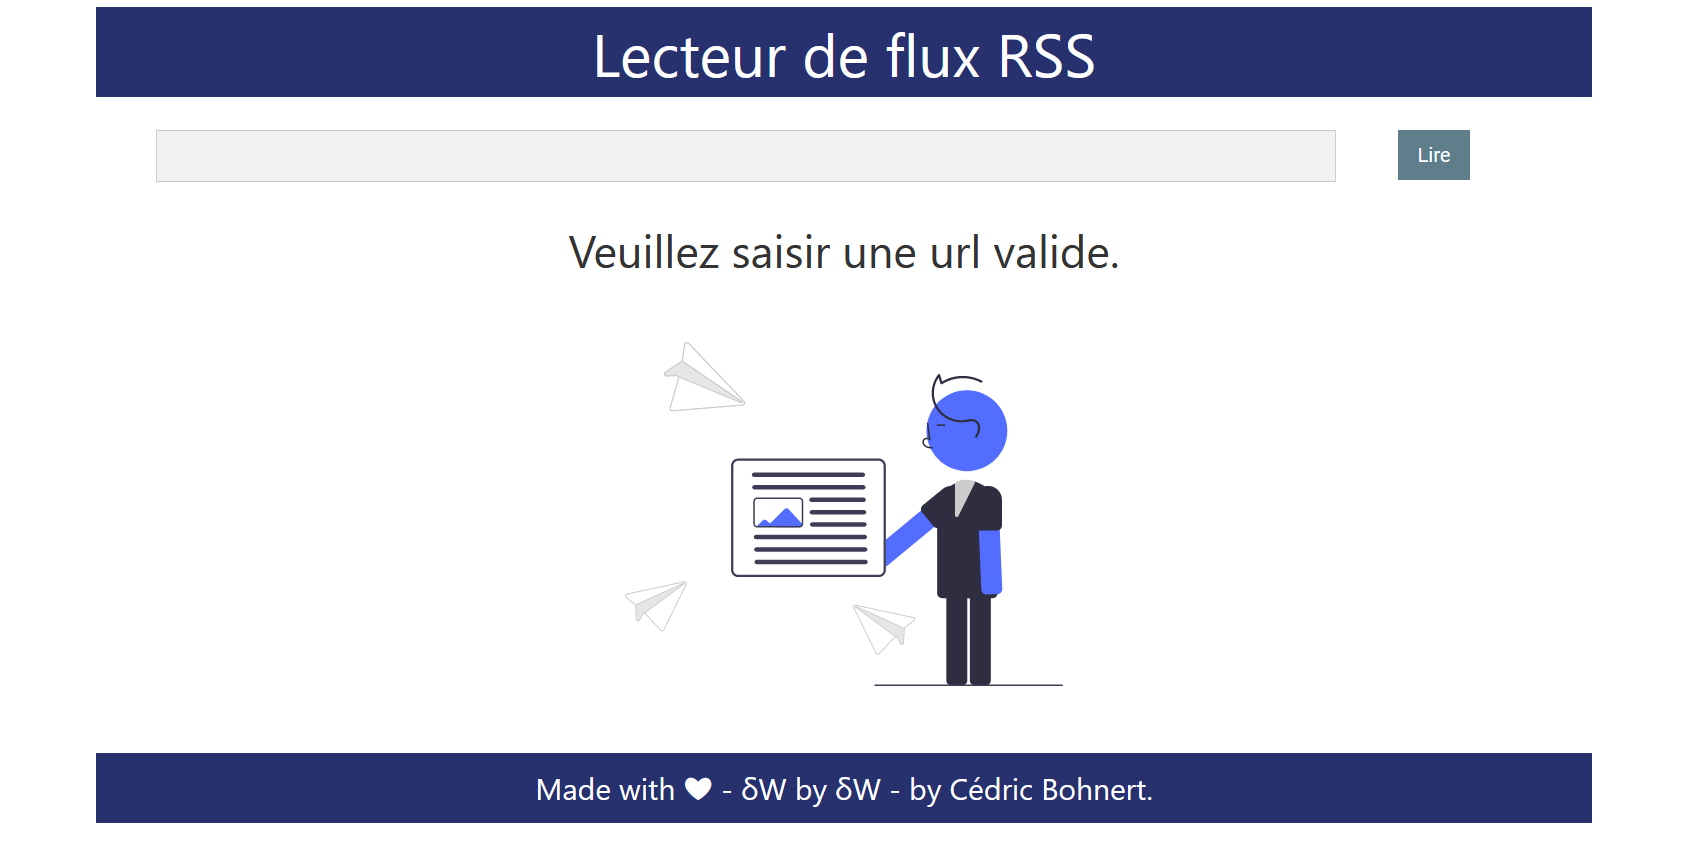 Lecteur de flux RSS
Lire
Veuillez saisir une url valide.
Made with ♥ - δW by δW - by Cédric Bohnert.